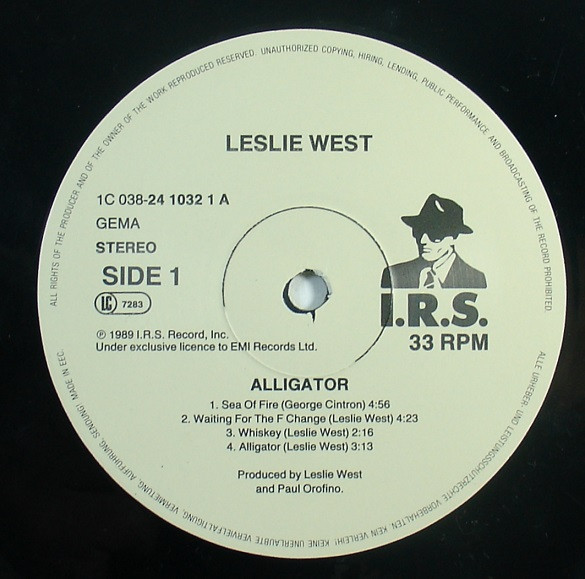 ALL RIGHTS OF THE PRODUCER AND OF THE OWNER OF THE WORK REPRODUCED RESERVED. UNAUTHORIZED COPYING, HIRING, LENDING, PUBLIC PERFORMANCE AND BROADCASTING OF THE RECORD PROHIBITED.
LESLIE WEST
1C 038-24 1032 1 A
GEMA
STEREO
SIDE 1
LC 7283
I.R.S.
33 RPM
℗ 1989 I.R.S. Record, Inc.
Under exclusive licence to EMI Records Ltd.
ALLIGATOR
1. Sea Of Fire (George Cintron) 4:56
2. Waiting For The F Change (Leslie West) 4:23
3. Whiskey (Leslie West) 2:16
4. Alligator (Leslie West) 3:13
Produced by Leslie West
and Paul Orofino.
ALLE URHEBER- UND LEISTUNGSSCHUTZRECHTE VORBEHALTEN. KEIN VERLEIH! KEINE UNERLAUBTE VERVIELFÄLTIGUNG, VERMIETUNG, AUFFÜHRUNG, SENDUNG! MADE IN EEC.